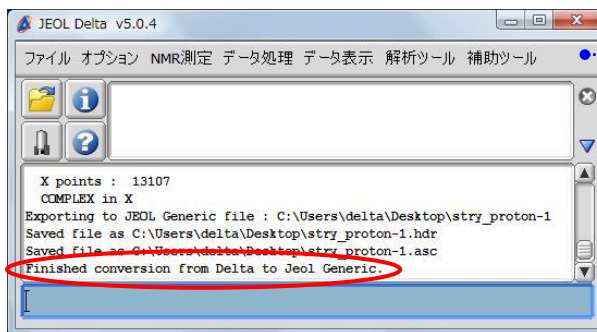 JEOL Delta v5.0.4
ファイル オプション NMR測定 データ処理 データ表示 解析ツール 補助ツール
X points : 13107
COMPLEX in X
Exporting to JEOL Generic file : C:\Users\delta\Desktop\stry_proton-1
Saved file as C:\Users\delta\Desktop\stry_proton-1.hdr
Saved file as C:\Users\delta\Desktop\stry_proton-1.asc
Finished conversion from Delta to Jeol Generic.